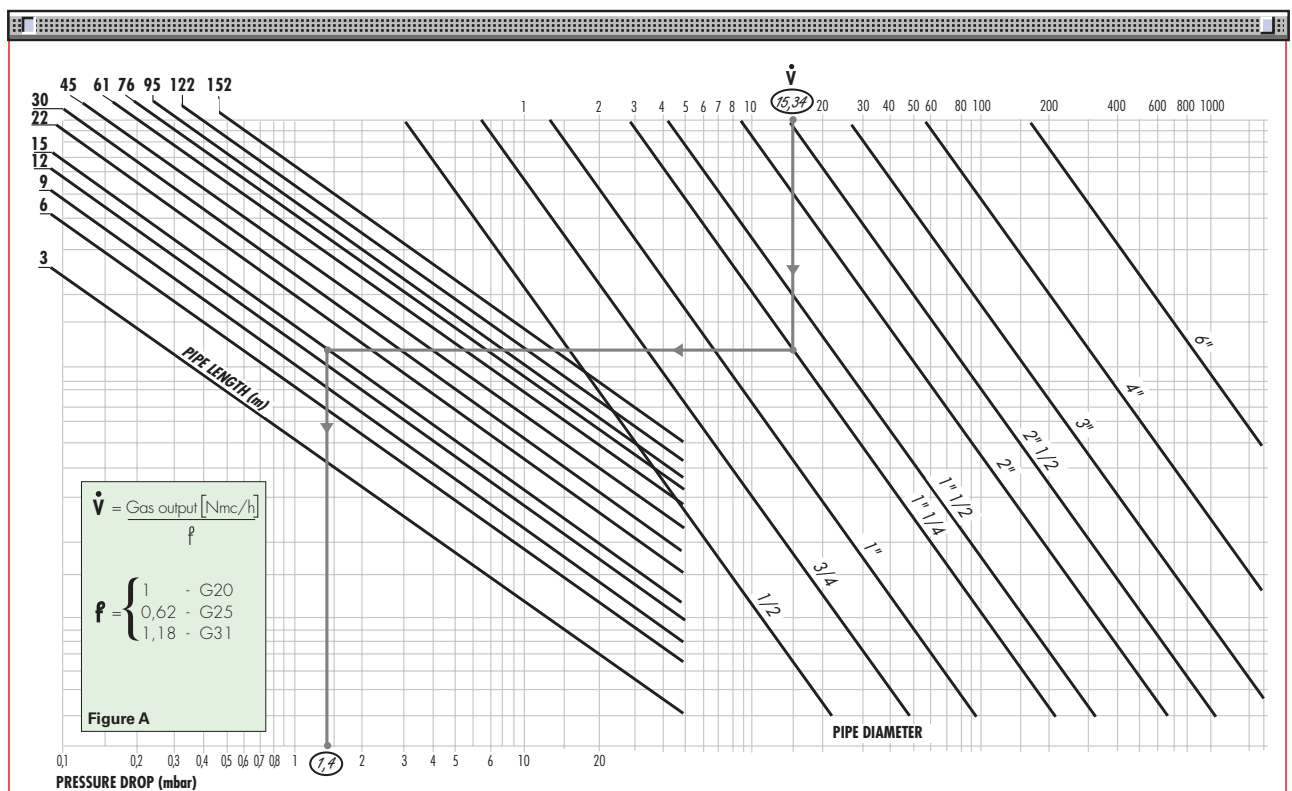 45 61 76 95 122 152
30
22
15
12
9
6
3
V̇
1 2 3 4 5 6 7 8 10 15,34 20 30 40 50 60 80 100 200 400 600 800 1000
PIPE LENGTH (m)
6"
4"
3"
2" 1/2
2"
1" 1/2
1" 1/4
1"
3/4
1/2
V̇ = Gas output [Nmc/h]
f
f = { 1 - G20
0,62 - G25
1,18 - G31
Figure A
PIPE DIAMETER
0,1 0,2 0,3 0,4 0,5 0,6 0,7 0,8 1 1,4 2 3 4 5 6 10 20
PRESSURE DROP (mbar)